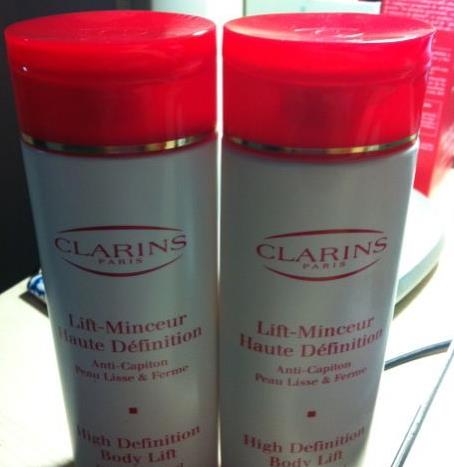 CLARINS
PARIS
Lift-Minceur
Haute Définition
Anti-Capiton
Peau Lisse & Ferme
High Definition
Body Lift
CLARINS
PARIS
Lift-Minceur
Haute Définition
Anti-Capiton
Peau Lisse & Ferme
High Definition
Body Lift